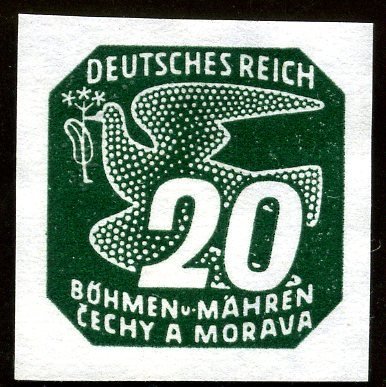 DEUTSCHES REICH
20
BÖHMEN U. MÄHREN
ČECHY A MORAVA